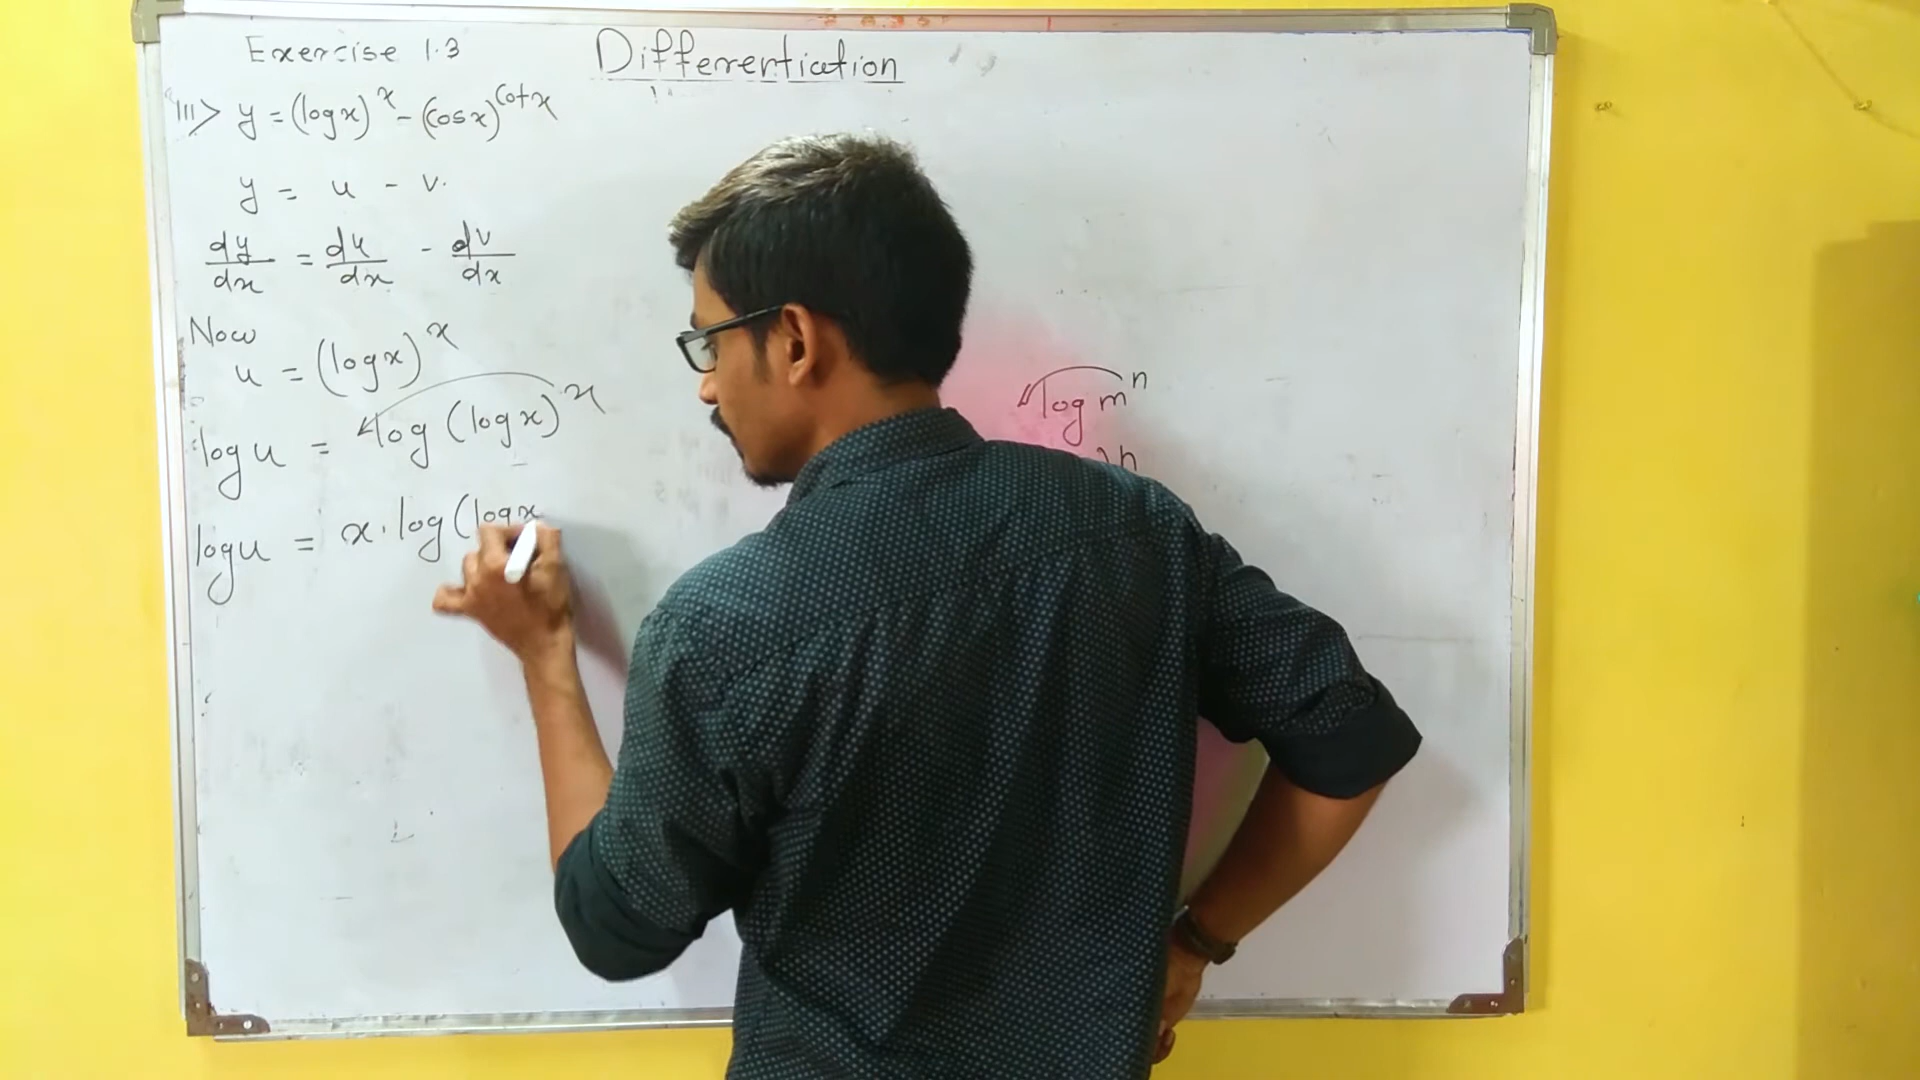 Exercise 1.3
Differentiation
III> y = (log x)^x - (cos x)^cot x
y = u - v.
dy/dx = du/dx - dv/dx
Now
u = (log x)^x
log u = log (log x)^x
log u = x . log (log x
log m^n
n